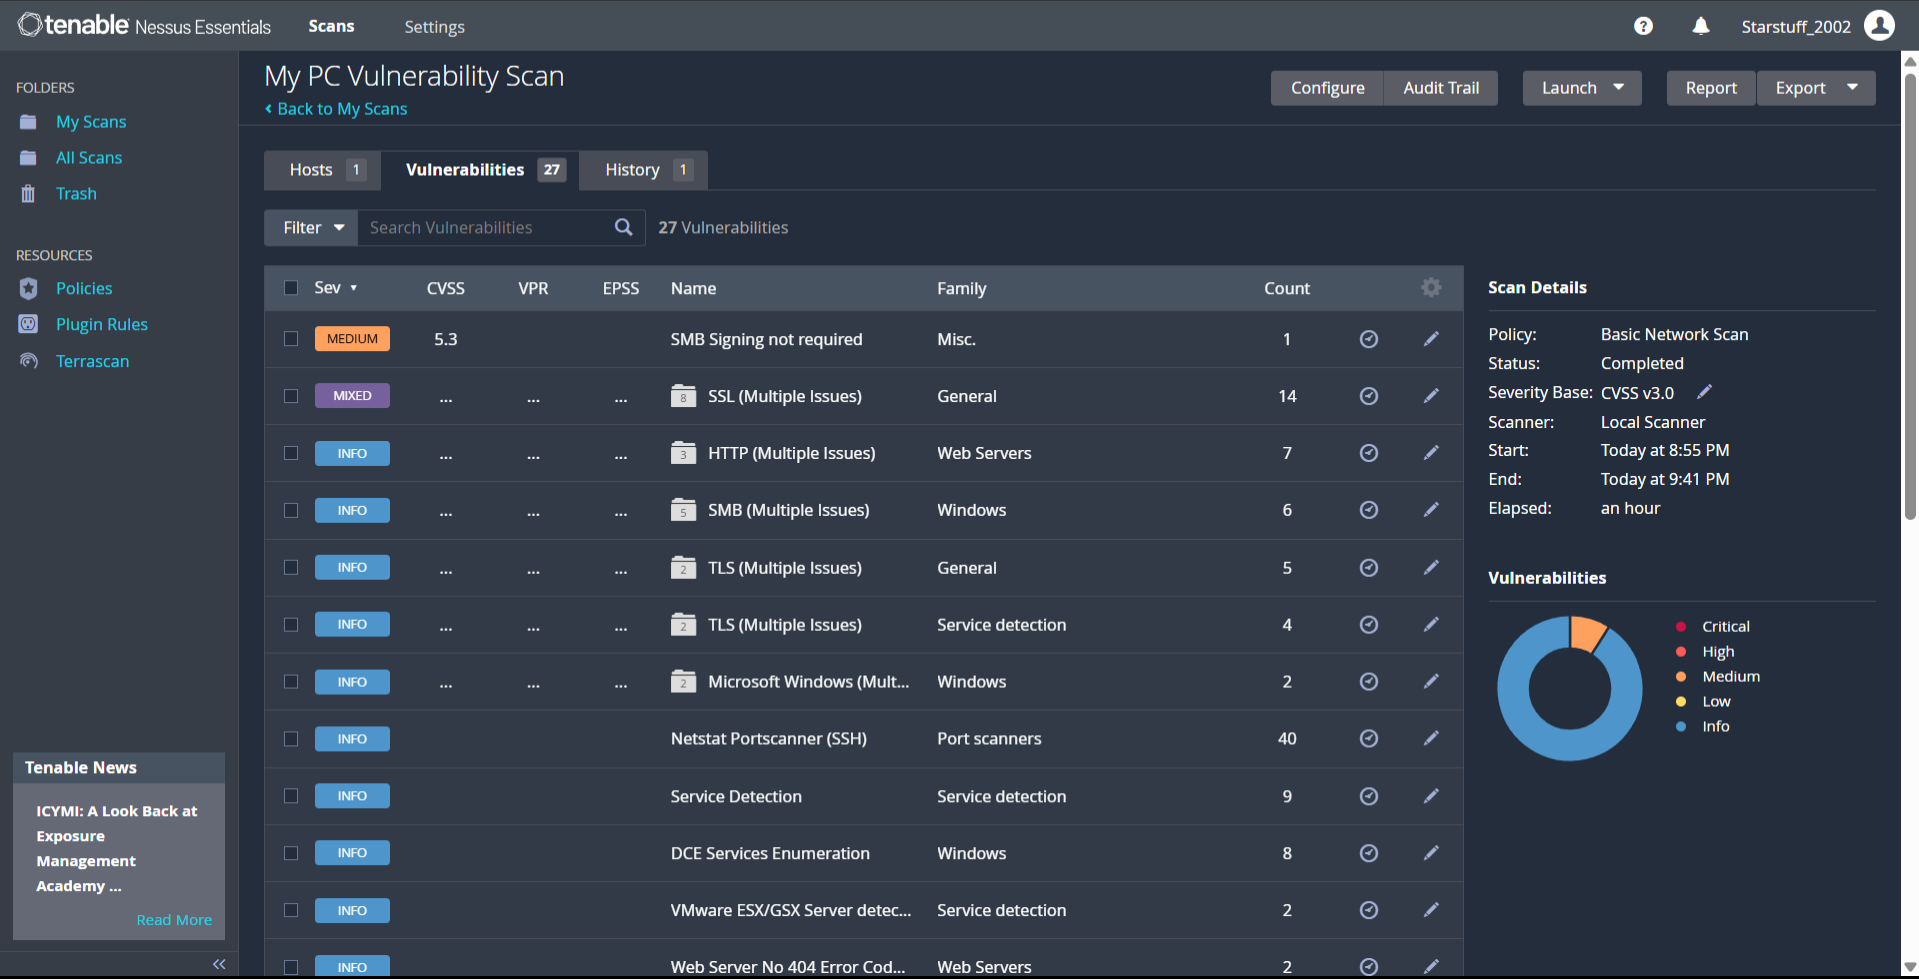 tenable Nessus Essentials Scans Settings ? Starstuff_2002
FOLDERS
My Scans
All Scans
Trash
RESOURCES
Policies
Plugin Rules
Terrascan
Tenable News
ICYMI: A Look Back at
Exposure
Management
Academy ...
Read More
My PC Vulnerability Scan
Back to My Scans
Configure Audit Trail Launch Report Export
Hosts 1 Vulnerabilities 27 History 1
Filter Search Vulnerabilities 27 Vulnerabilities
Sev CVSS VPR EPSS Name Family Count
MEDIUM 5.3 SMB Signing not required Misc. 1
MIXED ... ... ... 8 SSL (Multiple Issues) General 14
INFO ... ... ... 3 HTTP (Multiple Issues) Web Servers 7
INFO ... ... ... 5 SMB (Multiple Issues) Windows 6
INFO ... ... ... 2 TLS (Multiple Issues) General 5
INFO ... ... ... 2 TLS (Multiple Issues) Service detection 4
INFO ... ... ... 2 Microsoft Windows (Mult... Windows 2
INFO Netstat Portscanner (SSH) Port scanners 40
INFO Service Detection Service detection 9
INFO DCE Services Enumeration Windows 8
INFO VMware ESX/GSX Server detec... Service detection 2
INFO Web Server No 404 Error Cod... Web Servers 2
Scan Details
Policy: Basic Network Scan
Status: Completed
Severity Base: CVSS v3.0
Scanner: Local Scanner
Start: Today at 8:55 PM
End: Today at 9:41 PM
Elapsed: an hour
Vulnerabilities
Critical
High
Medium
Low
Info